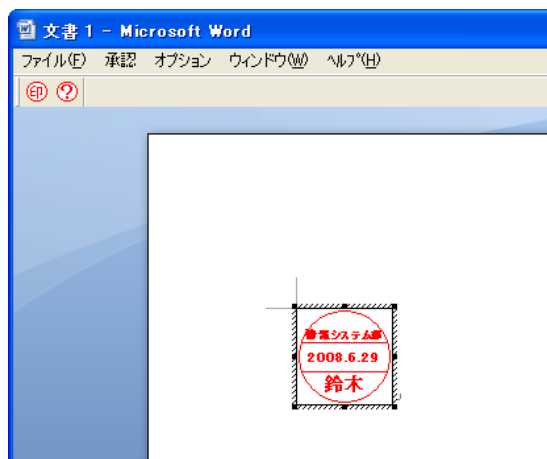 文書 1 - Microsoft Word
ファイル(F) 承認 オプション ウィンドウ(W) ヘルプ(H)
印 ?
システム部
2008.6.29
鈴木